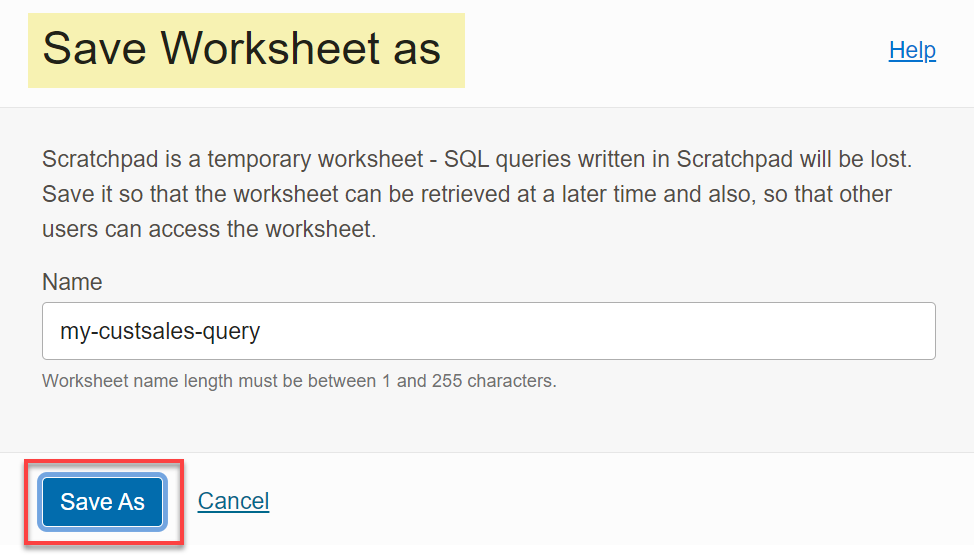 Save Worksheet as
Help
Scratchpad is a temporary worksheet - SQL queries written in Scratchpad will be lost.
Save it so that the worksheet can be retrieved at a later time and also, so that other
users can access the worksheet.
Name
my-custsales-query
Worksheet name length must be between 1 and 255 characters.
Save As
Cancel